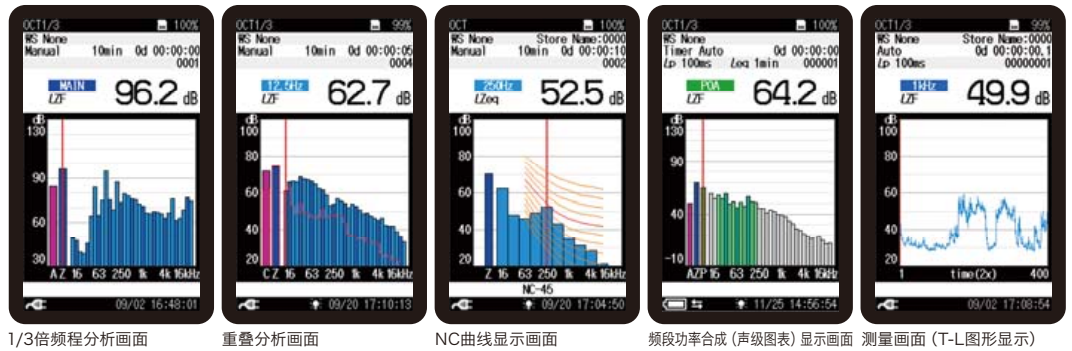 OCT1/3 100%
WS None
Manual 10min 0d 00:00:00
0001
MAIN
LZF 96.2 dB
dB
130
90
60
30
A Z 16 63 250 1k 4k 16kHz
09/02 16:48:01
1/3倍频程分析画面
OCT1/3 99%
WS None
Manual 10min 0d 00:00:05
0004
12.5Hz
LZF 62.7 dB
dB
100
80
60
40
20
C Z 16 63 250 1k 4k 16kHz
09/20 17:10:13
重叠分析画面
OCT 100%
WS None Store Name:0000
Manual 10min 0d 00:00:10
0002
250Hz
LZeq 52.5 dB
dB
100
80
60
40
20
Z 16 63 250 1k 4k 16kHz
NC-45
09/20 17:04:50
NC曲线显示画面
OCT1/3 100%
WS None
Timer Auto 0d 00:00:00
Lp 100ms Leq 1min 000001
POA
LZF 64.2 dB
dB
130
90
40
-10
AZP 16 63 250 1k 4k 16kHz
11/25 14:56:54
频段功率合成（声级图表）显示画面
OCT1/3 99%
WS None Store Name:0000
Auto 0d 00:00:00.1
Lp 100ms 00000001
1kHz
LZF 49.9 dB
dB
100
80
60
40
20
1 time(2x) 400
09/02 17:08:54
测量画面（T-L图形显示）